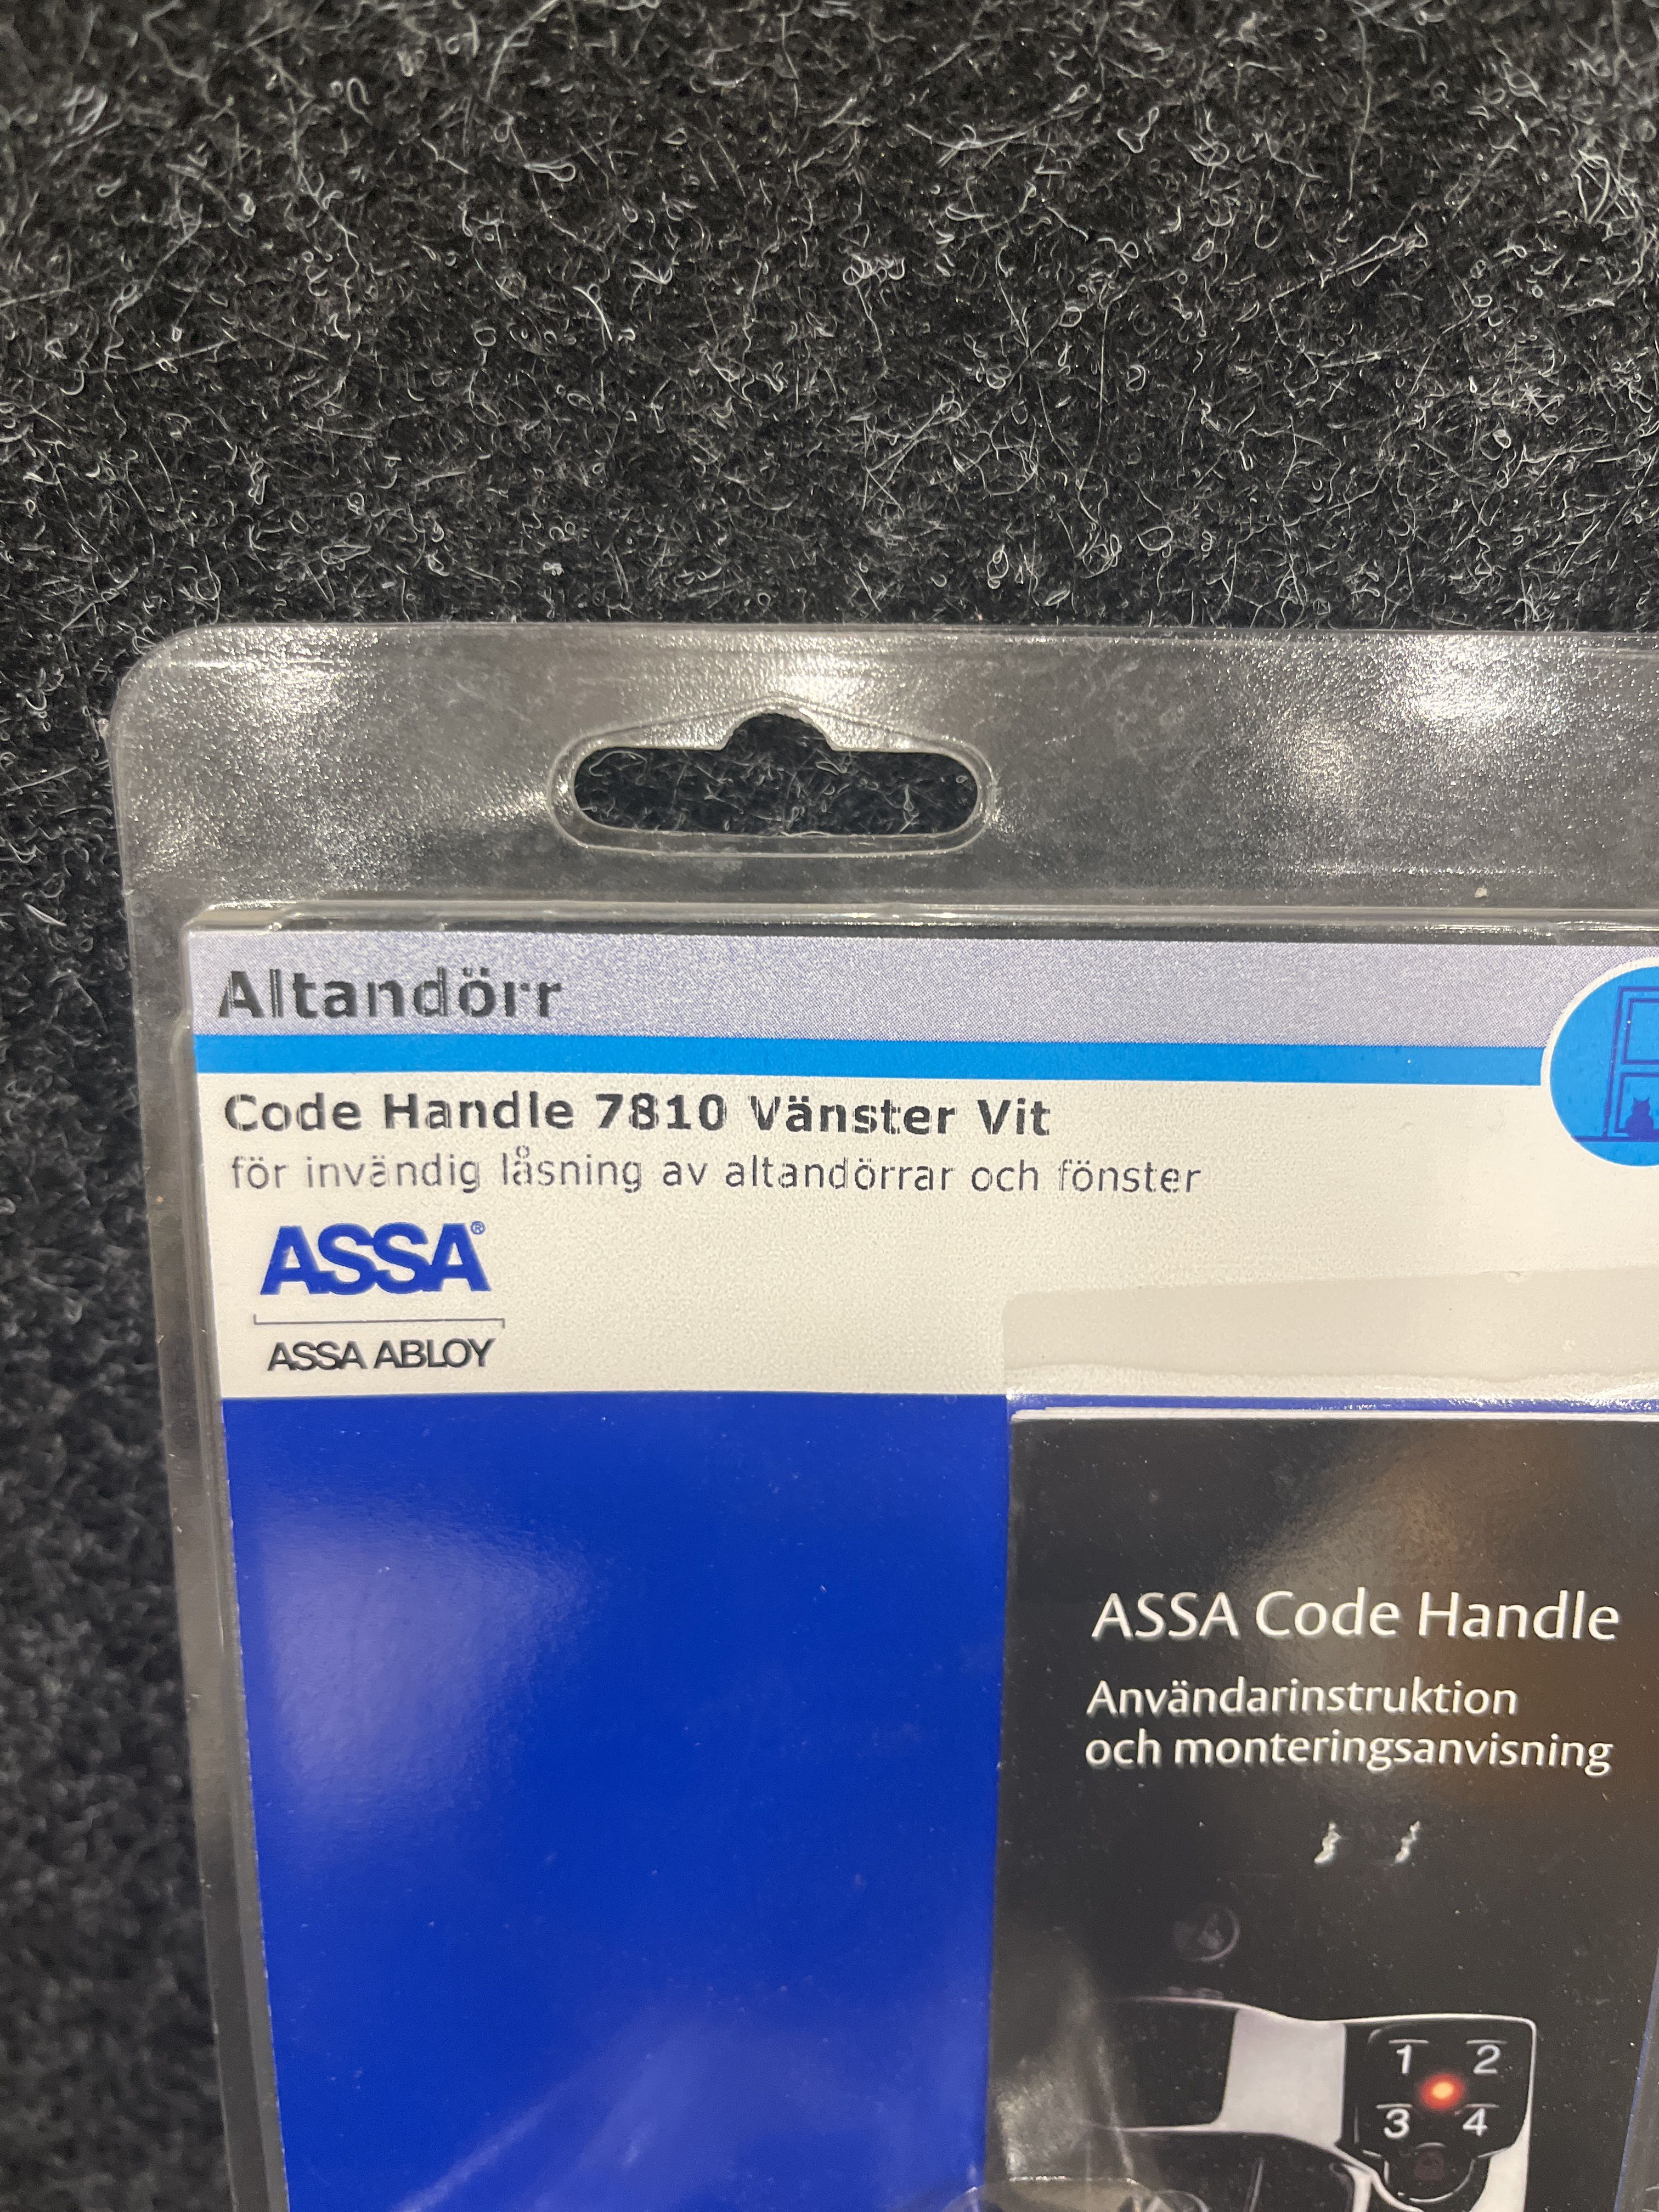 Altandörr
Code Handle 7810 Vänster Vit
för invändig låsning av altandörrar och fönster
ASSA®
ASSA ABLOY
ASSA Code Handle
Användarinstruktion
och monteringsanvisning
1 2
3 4